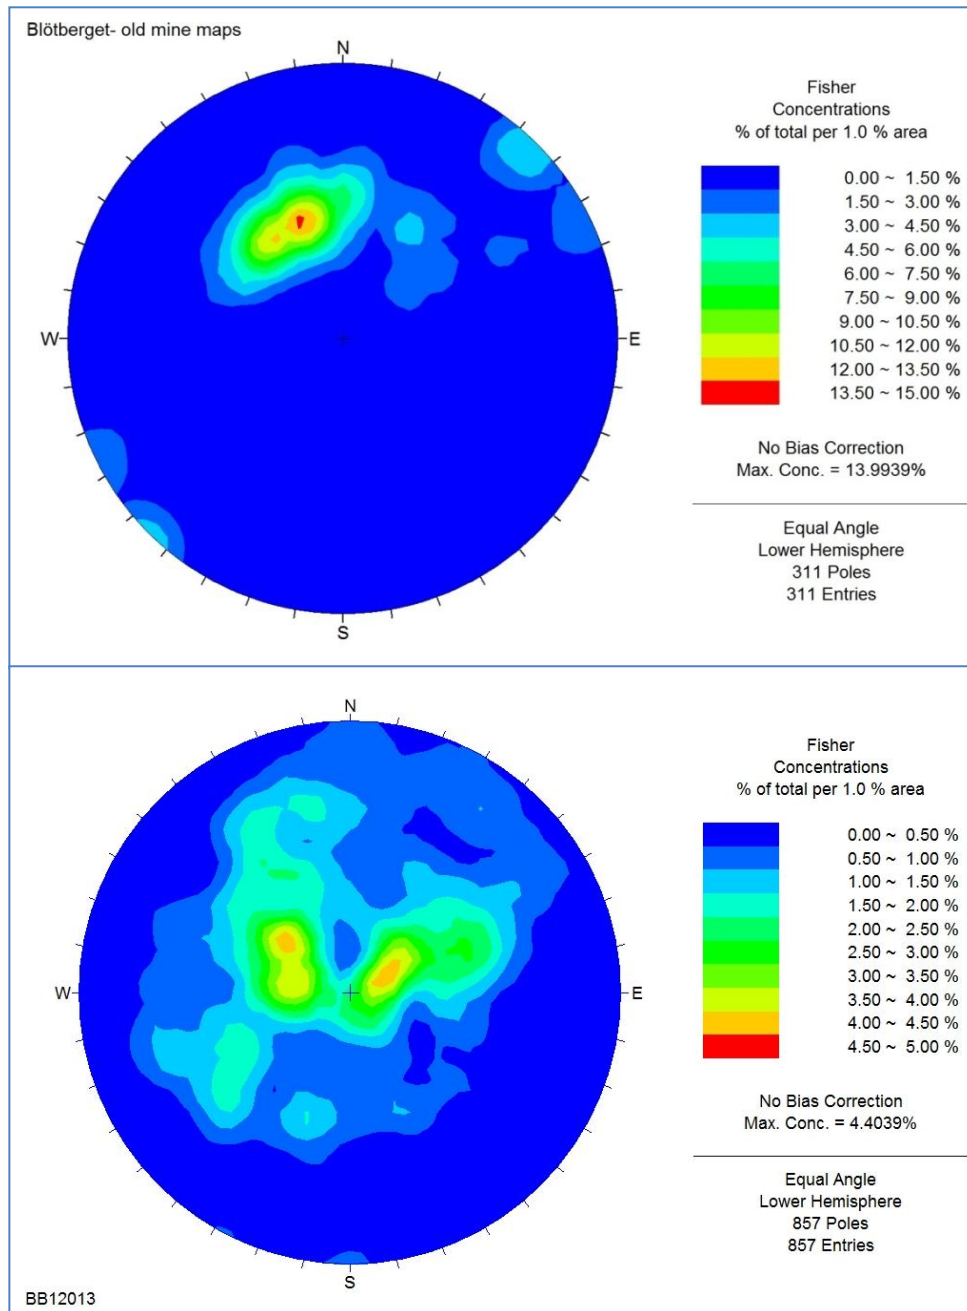 Blötberget- old mine maps
N
W
E
S
Fisher
Concentrations
% of total per 1.0 % area
0.00 ~ 1.50 %
1.50 ~ 3.00 %
3.00 ~ 4.50 %
4.50 ~ 6.00 %
6.00 ~ 7.50 %
7.50 ~ 9.00 %
9.00 ~ 10.50 %
10.50 ~ 12.00 %
12.00 ~ 13.50 %
13.50 ~ 15.00 %
No Bias Correction
Max. Conc. = 13.9939%
Equal Angle
Lower Hemisphere
311 Poles
311 Entries
N
W
E
S
Fisher
Concentrations
% of total per 1.0 % area
0.00 ~ 0.50 %
0.50 ~ 1.00 %
1.00 ~ 1.50 %
1.50 ~ 2.00 %
2.00 ~ 2.50 %
2.50 ~ 3.00 %
3.00 ~ 3.50 %
3.50 ~ 4.00 %
4.00 ~ 4.50 %
4.50 ~ 5.00 %
No Bias Correction
Max. Conc. = 4.4039%
Equal Angle
Lower Hemisphere
857 Poles
857 Entries
BB12013